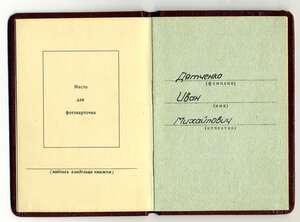 Место
для
фотокарточки
(подпись владельца книжки)
Дятченко
(фамилия)
Иван
(имя)
Михайлович
(отчество)